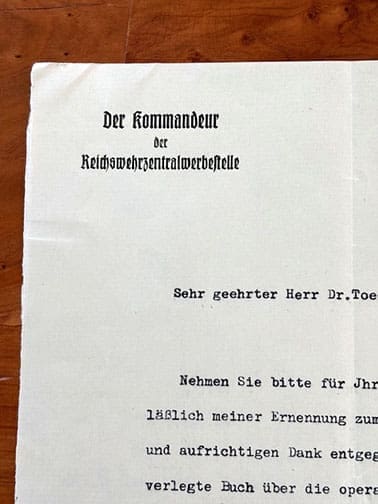 Der Kommandeur
der
Reichswehrzentralwerbestelle
Sehr geehrter Herr Dr.Toe
Nehmen Sie bitte für Jhr
läßlich meiner Ernennung zum
und aufrichtigen Dank entgeg
verlegte Buch über die opera